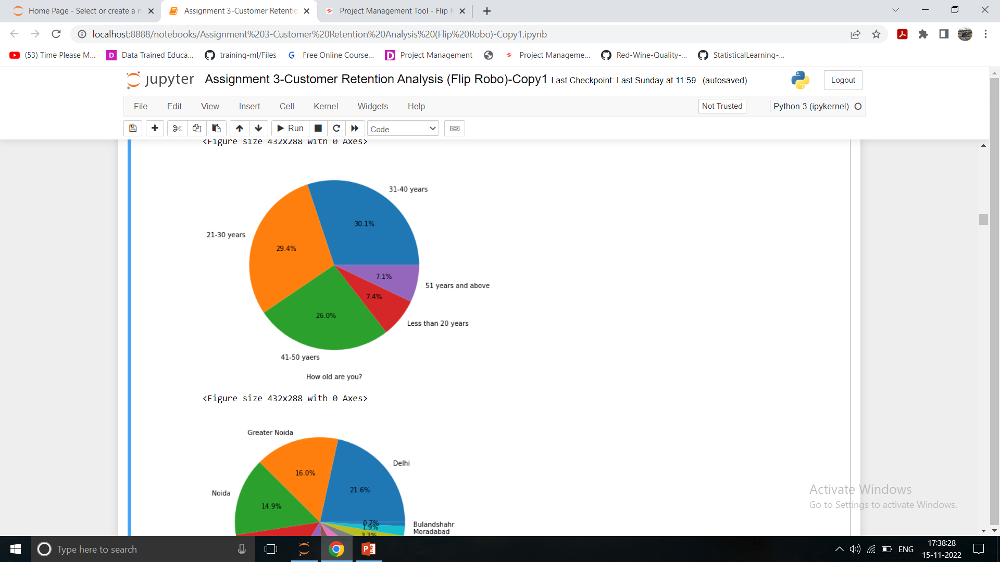 Home Page - Select or create a n
Assignment 3-Customer Retentio
Project Management Tool - Flip R
localhost:8888/notebooks/Assignment%203-Customer%20Retention%20Analysis%20(Flip%20Robo)-Copy1.ipynb
(53) Time Please M...
Data Trained Educa...
training-ml/Files
Free Online Course...
Project Management
Project Manageme...
Red-Wine-Quality-...
StatisticalLearning-...
jupyter Assignment 3-Customer Retention Analysis (Flip Robo)-Copy1 Last Checkpoint: Last Sunday at 11:59 (autosaved)
Logout
File Edit View Insert Cell Kernel Widgets Help
Not Trusted
Python 3 (ipykernel)
Run
Code
<Figure size 432x288 with 0 Axes>
31-40 years
30.1%
21-30 years
29.4%
7.1%
51 years and above
7.4%
26.0%
Less than 20 years
41-50 yaers
How old are you?
<Figure size 432x288 with 0 Axes>
Greater Noida
Delhi
16.0%
21.6%
Noida
14.9%
0.7%
Bulandshahr
1.9%
Moradabad
3.3%
Activate Windows
Go to Settings to activate Windows.
Type here to search
ENG
17:38:28
15-11-2022